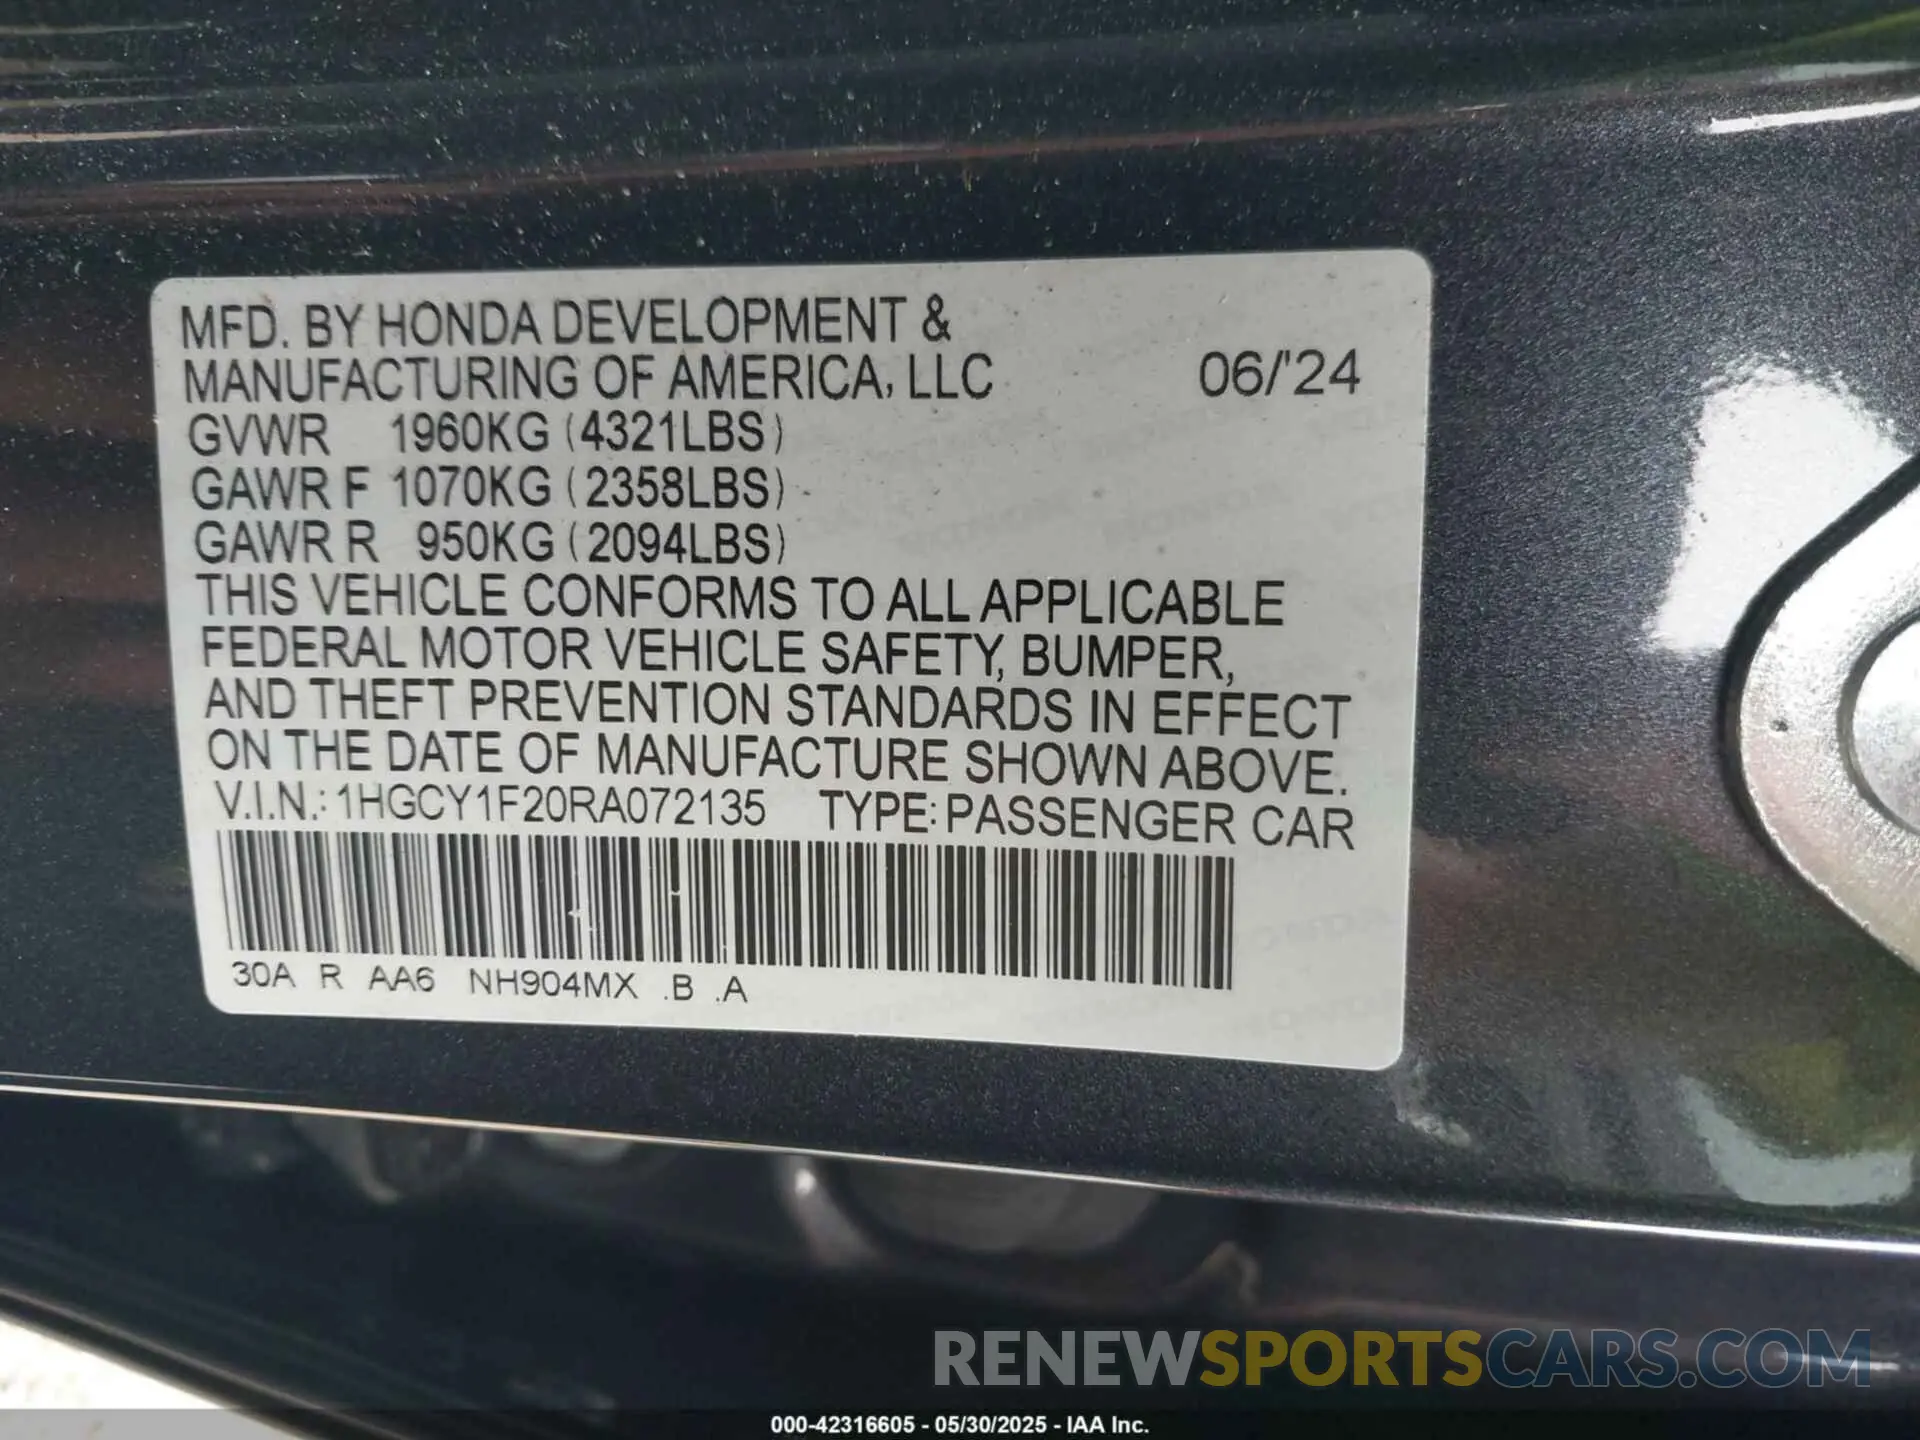 MFD. BY HONDA DEVELOPMENT &
MANUFACTURING OF AMERICA, LLC 06/'24
GVWR 1960KG (4321LBS)
GAWR F 1070KG (2358LBS)
GAWR R 950KG (2094LBS)
THIS VEHICLE CONFORMS TO ALL APPLICABLE
FEDERAL MOTOR VEHICLE SAFETY, BUMPER,
AND THEFT PREVENTION STANDARDS IN EFFECT
ON THE DATE OF MANUFACTURE SHOWN ABOVE.
V.I.N.: 1HGCY1F20RA072135 TYPE: PASSENGER CAR
30A R AA6 NH904MX .B .A
RENEWSPORTSCARS.COM
000-42316605 - 05/30/2025 - IAA Inc.